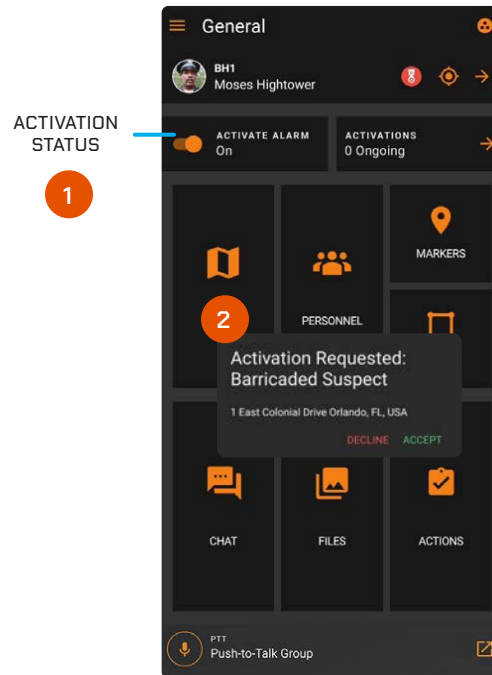 General
BH1
Moses Hightower
ACTIVATION
STATUS
1
ACTIVATE ALARM
On
ACTIVATIONS
0 Ongoing
MARKERS
2
PERSONNEL
Activation Requested:
Barricaded Suspect
1 East Colonial Drive Orlando, FL, USA
DECLINE ACCEPT
CHAT
FILES
ACTIONS
PTT
Push-to-Talk Group